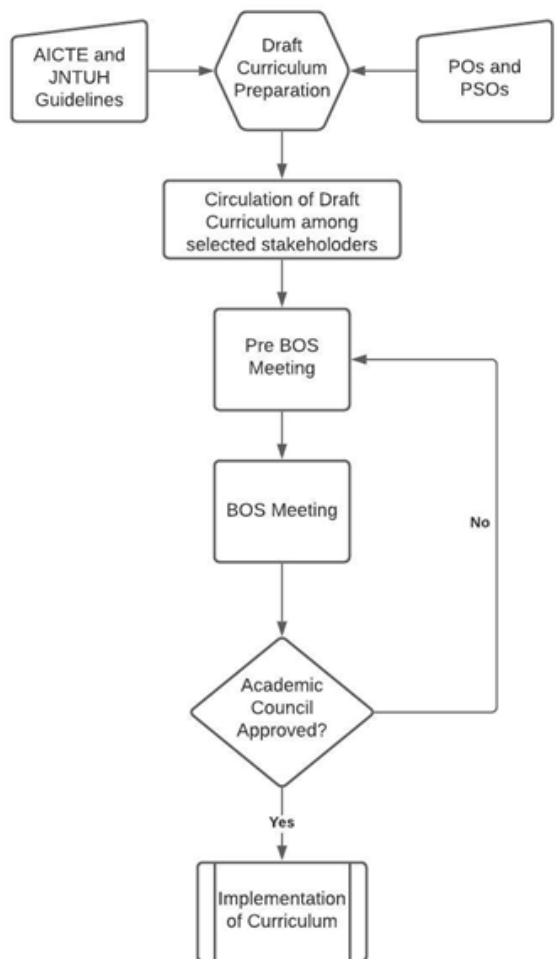 AICTE and
JNTUH
Guidelines
Draft
Curriculum
Preparation
POs and
PSOs
Circulation of Draft
Curriculum among
selected stakeholoders
Pre BOS
Meeting
BOS Meeting
No
Academic
Council
Approved?
Yes
Implementation
of Curriculum